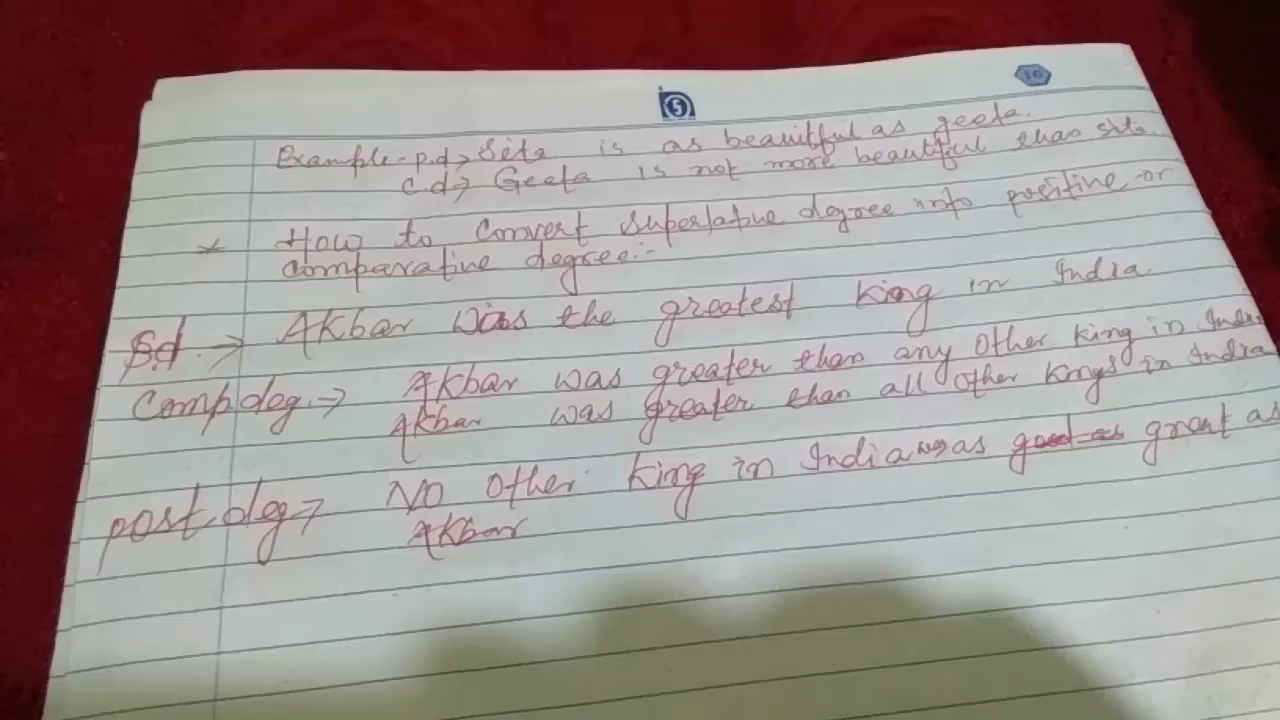 5
16
Example-p.d→ Sita is as beauitful as geeta.
c.d→ Geeta is not more beautiful than sita.
* How to convert superlative degree into positive or
comparative degree:-
S.d. → Akbar was the greatest king in India
Comp.deg.→ Akbar was greater than any other king in India
Akbar was greater than all other kings in India
post.deg→ No other king in India was as great as
Akbar